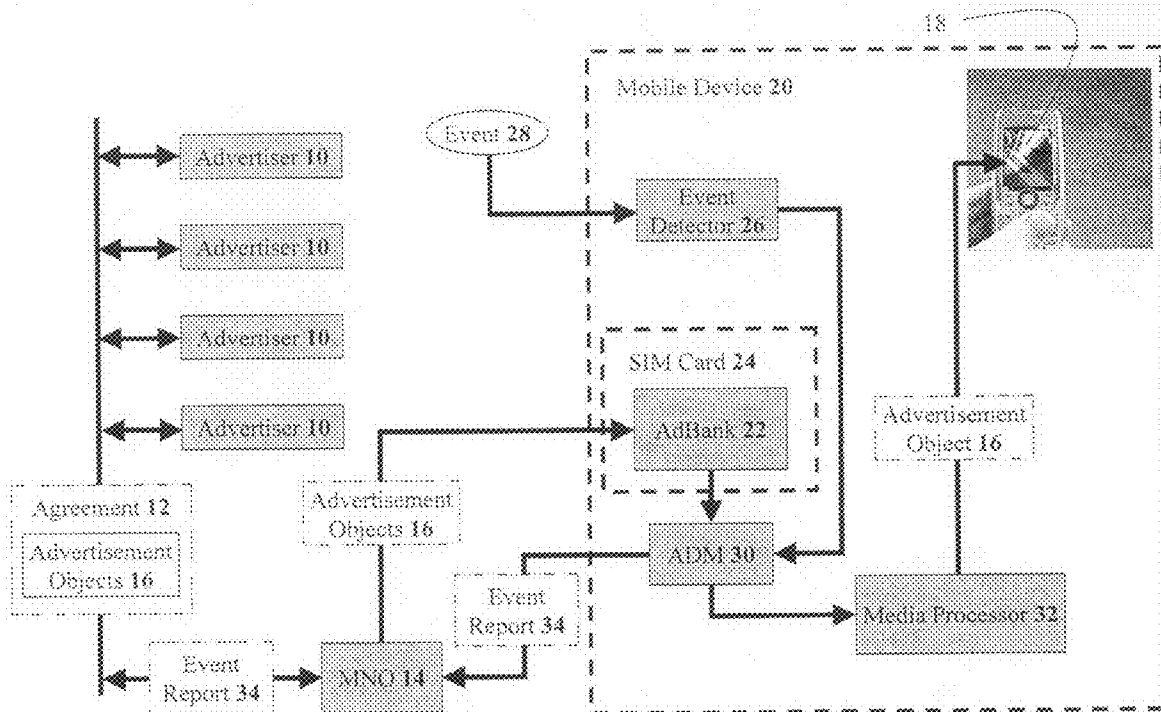 18
Mobile Device 20
Event 28
Advertiser 10
Event
Detector 26
Advertiser 10
Advertiser 10
SIM Card 24
AdBank 22
Advertisement
Object 16
Advertiser 10
Agreement 12
Advertisement
Objects 16
Advertisement
Objects 16
ADM 30
Event
Report 34
Media Processor 32
Event
Report 34
MNO 14